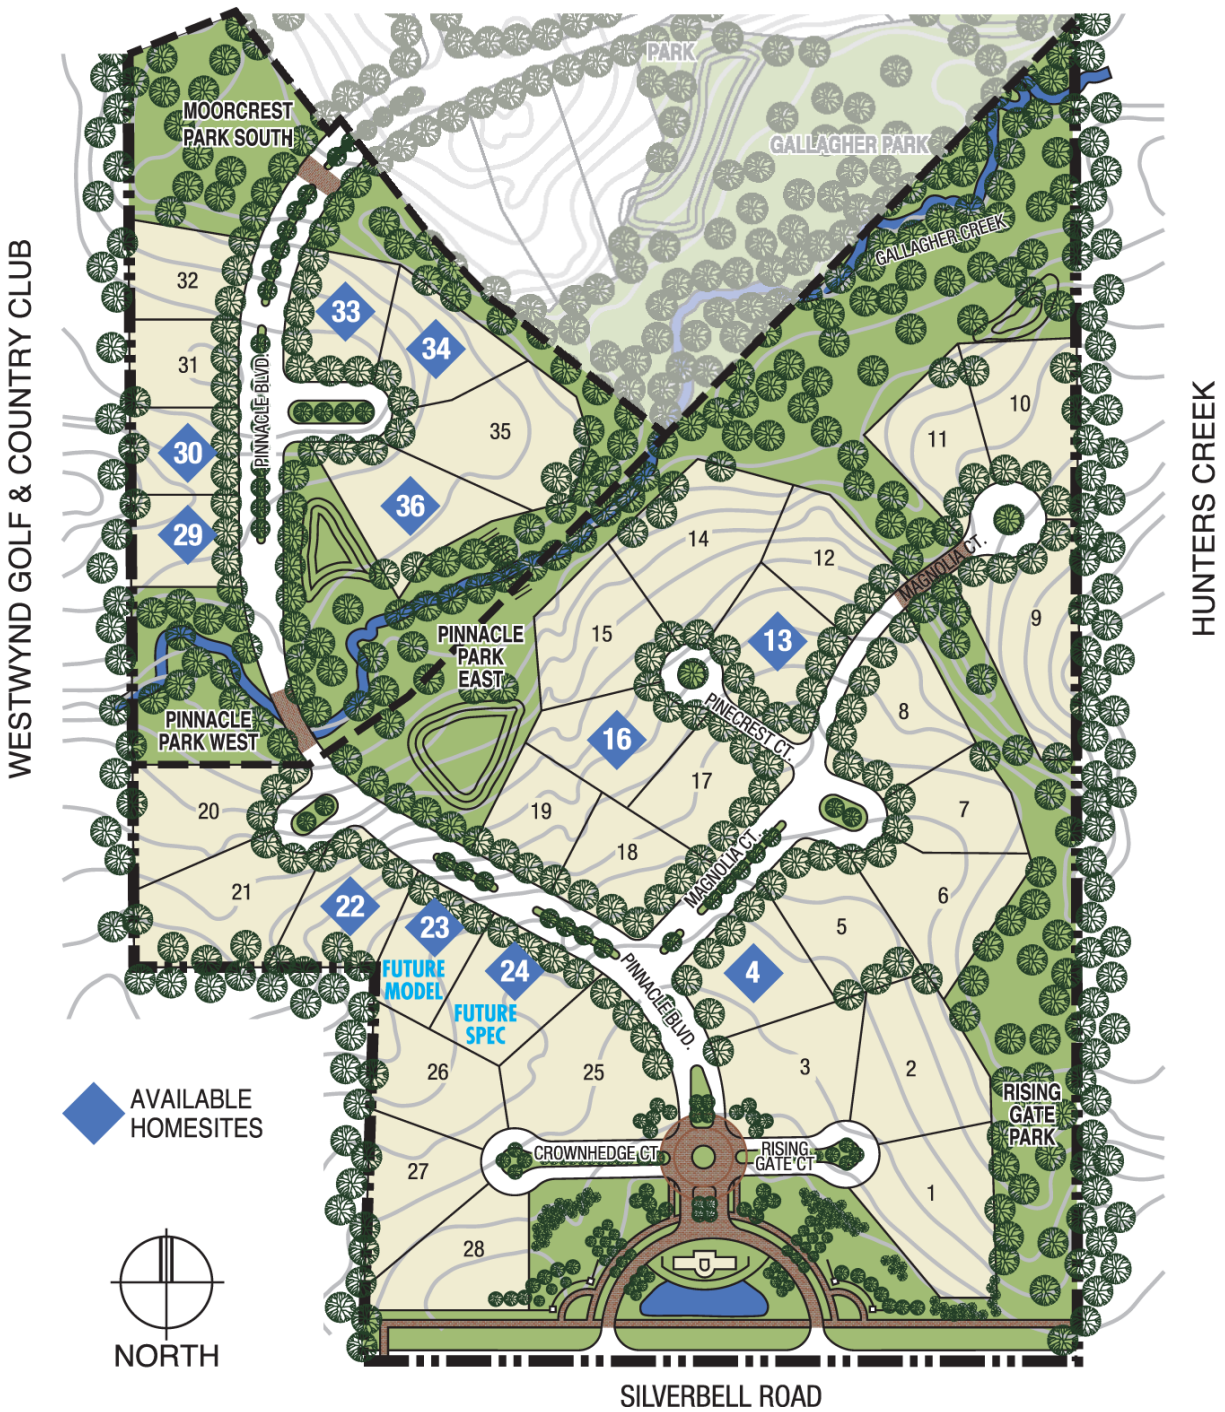 PARK
MOORCREST
PARK SOUTH
GALLAGHER PARK
GALLAGHER CREEK
WESTWYND GOLF & COUNTRY CLUB
HUNTERS CREEK
32
33
34
31
PINNACLE BLVD.
35
30
36
29
10
11
14
12
MAGNOLIA CT.
9
15
13
PINNACLE
PARK
EAST
PINNACLE
PARK WEST
PINECREST CT.
8
16
17
7
20
19
18
MAGNOLIA CT.
21
22
23
24
FUTURE
MODEL
FUTURE
SPEC
PINNACLE BLVD.
6
5
4
3
2
26
25
RISING
GATE
PARK
AVAILABLE
HOMESITES
CROWNHEDGE CT
RISING
GATE CT
27
1
28
NORTH
SILVERBELL ROAD